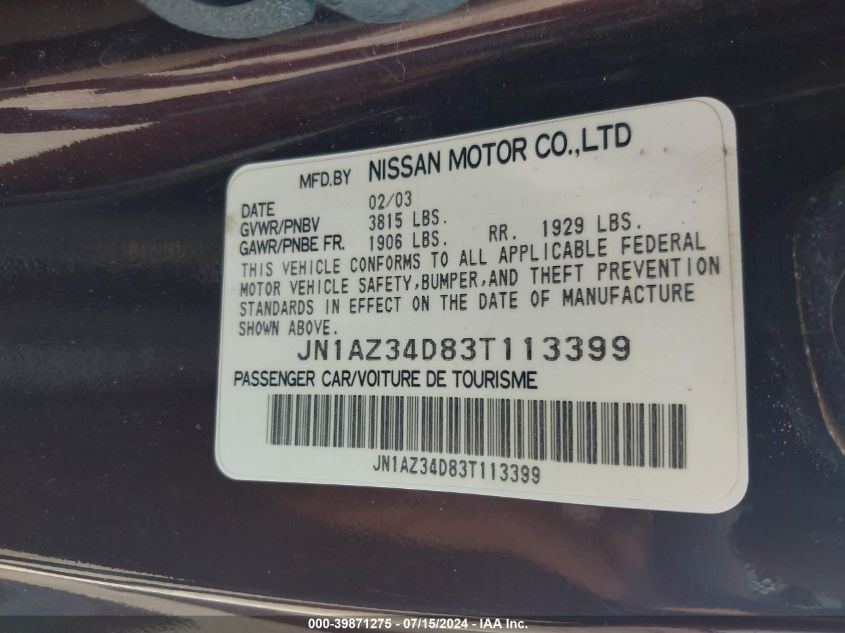 MFD.BY NISSAN MOTOR CO.,LTD
DATE 02/03
GVWR/PNBV 3815 LBS.
GAWR/PNBE FR. 1906 LBS. RR. 1929 LBS.
THIS VEHICLE CONFORMS TO ALL APPLICABLE FEDERAL
MOTOR VEHICLE SAFETY,BUMPER,AND THEFT PREVENTION
STANDARDS IN EFFECT ON THE DATE OF MANUFACTURE
SHOWN ABOVE.
JN1AZ34D83T113399
PASSENGER CAR/VOITURE DE TOURISME
JN1AZ34D83T113399
000-39871275 - 07/15/2024 - IAA Inc.